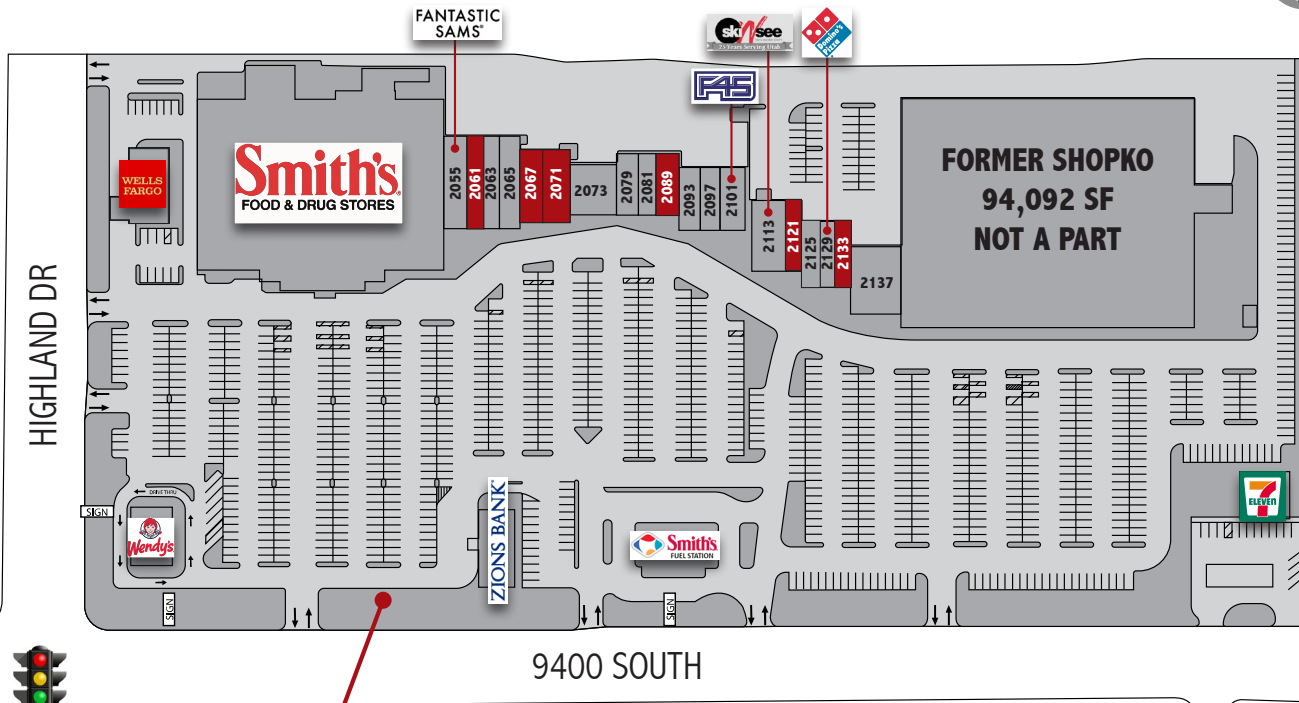 FANTASTIC
SAMS®
skiNsee
25 Years Serving Utah
Domino's
Pizza
F45
WELLS
FARGO
Smith's
FOOD & DRUG STORES
2055
2061
2063
2065
2067
2071
2073
2079
2081
2089
2093
2097
2101
2113
2121
2125
2129
2133
2137
FORMER SHOPKO
94,092 SF
NOT A PART
HIGHLAND DR
SIGN
DRIVE THRU
Wendy's
SIGN
ZIONS BANK
Smith's
FUEL STATION
SIGN
7
ELEVEN
9400 SOUTH